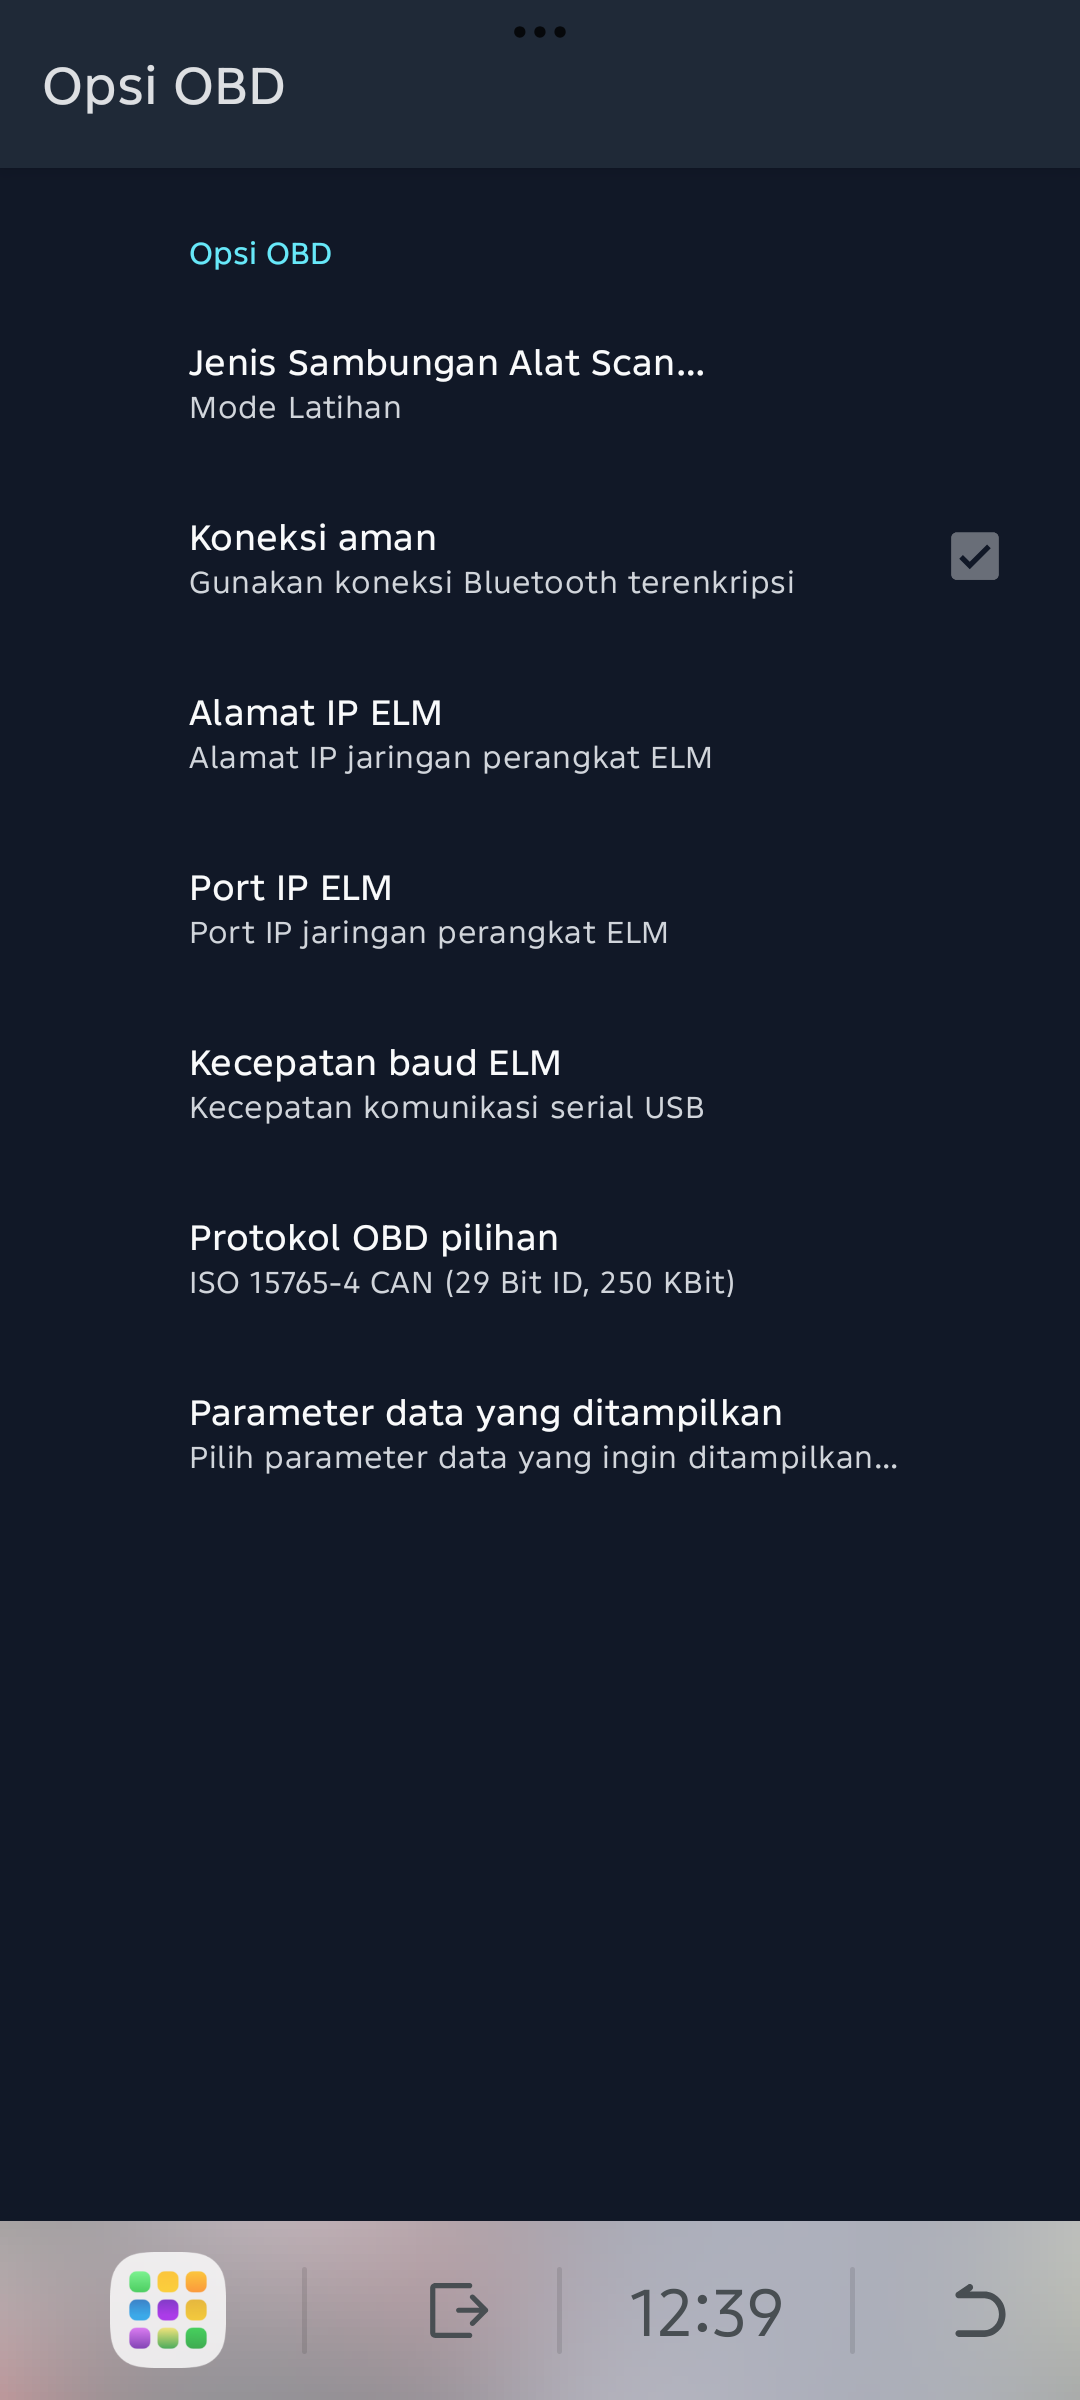 Opsi OBD
Opsi OBD
Jenis Sambungan Alat Scan...
Mode Latihan
Koneksi aman
Gunakan koneksi Bluetooth terenkripsi
Alamat IP ELM
Alamat IP jaringan perangkat ELM
Port IP ELM
Port IP jaringan perangkat ELM
Kecepatan baud ELM
Kecepatan komunikasi serial USB
Protokol OBD pilihan
ISO 15765-4 CAN (29 Bit ID, 250 KBit)
Parameter data yang ditampilkan
Pilih parameter data yang ingin ditampilkan...
12:39